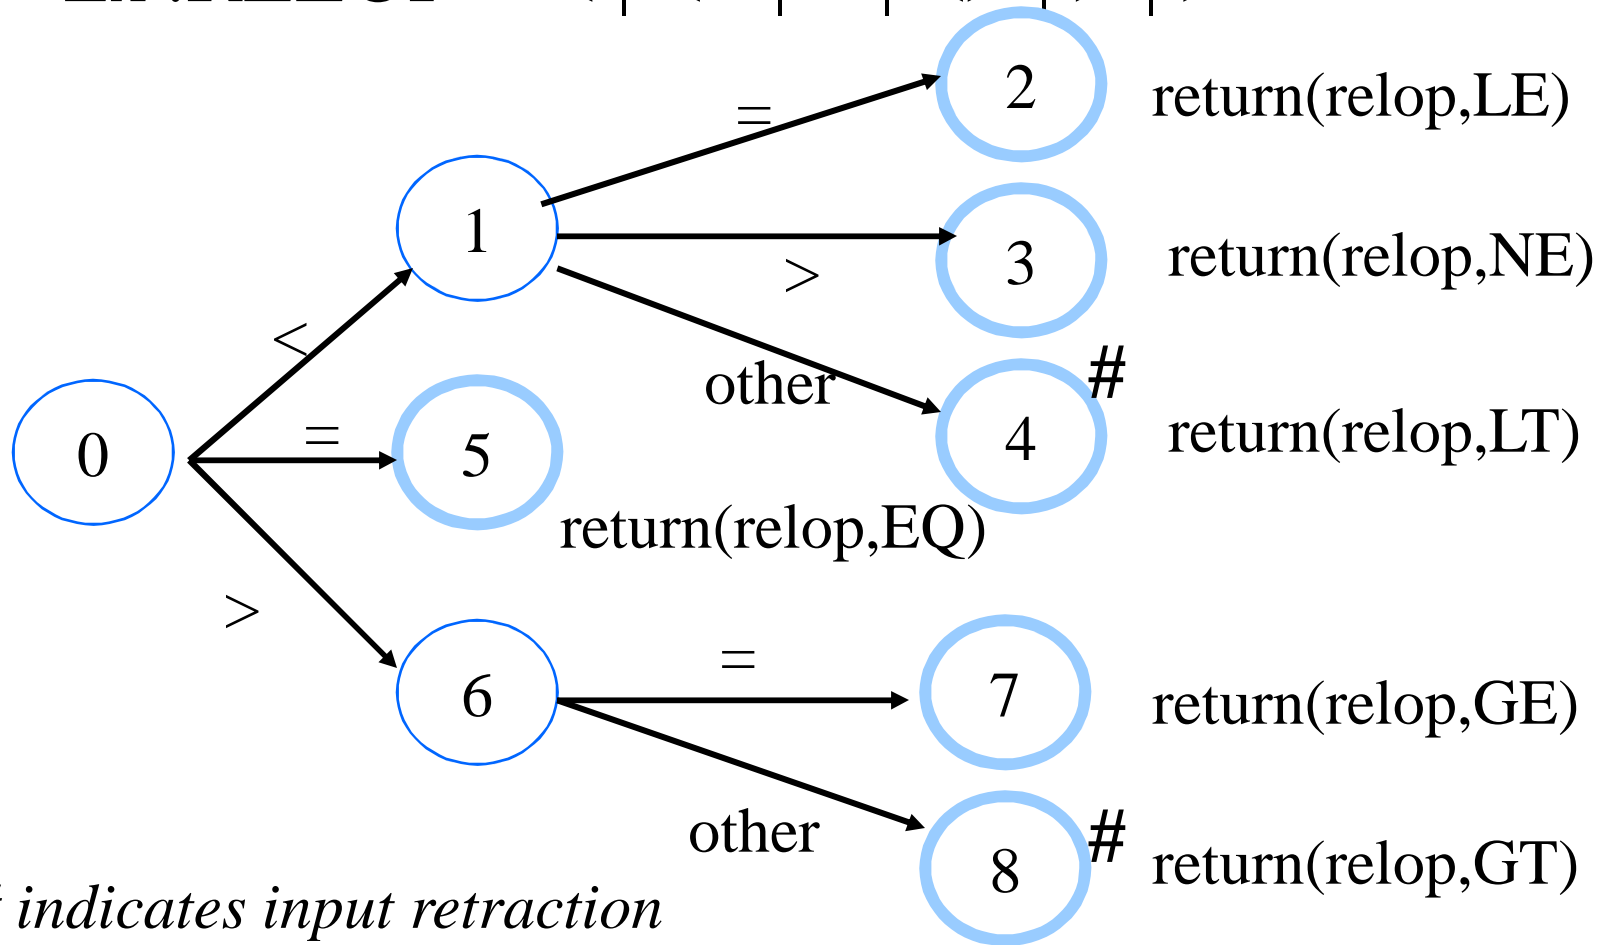 2 return(relop,LE)
=
1
3 return(relop,NE)
>
<
other
#
4 return(relop,LT)
0
=
5
return(relop,EQ)
>
6
=
7 return(relop,GE)
other
#
8 return(relop,GT)
indicates input retraction